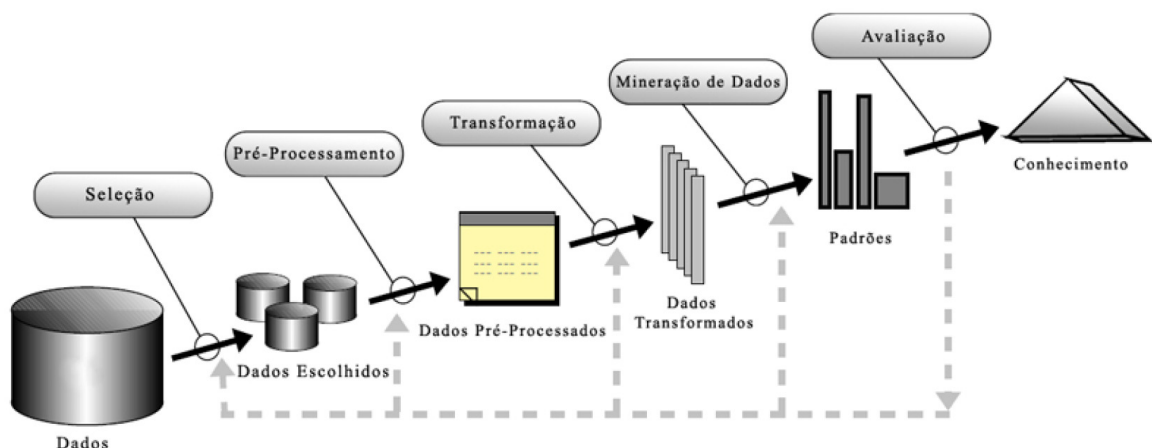 Avaliação
Mineração de Dados
Transformação
Pré-Processamento
Seleção
Conhecimento
Padrões
Dados
Transformados
Dados Pré-Processados
Dados Escolhidos
Dados